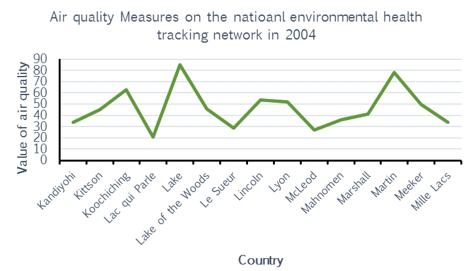 Air quality Measures on the natioanl environmental health
tracking network in 2004
Value of air quality
90
80
70
60
50
40
30
20
10
0
Kandiyohi
Kittson
Koochiching
Lac qui Parle
Lake
Lake of the Woods
Le Sueur
Lincoln
Lyon
McLeod
Mahnomen
Marshall
Martin
Meeker
Mille Lacs
Country